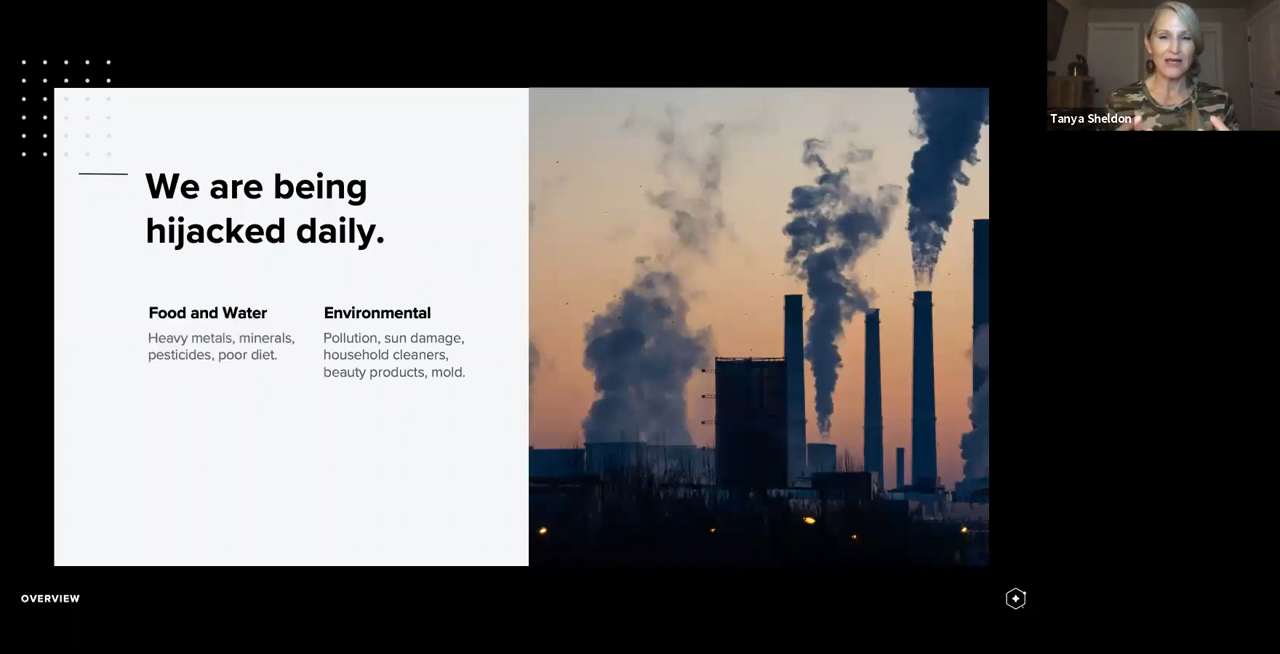 Tanya Sheldon
We are being
hijacked daily.
Food and Water
Heavy metals, minerals,
pesticides, poor diet.
Environmental
Pollution, sun damage,
household cleaners,
beauty products, mold.
OVERVIEW